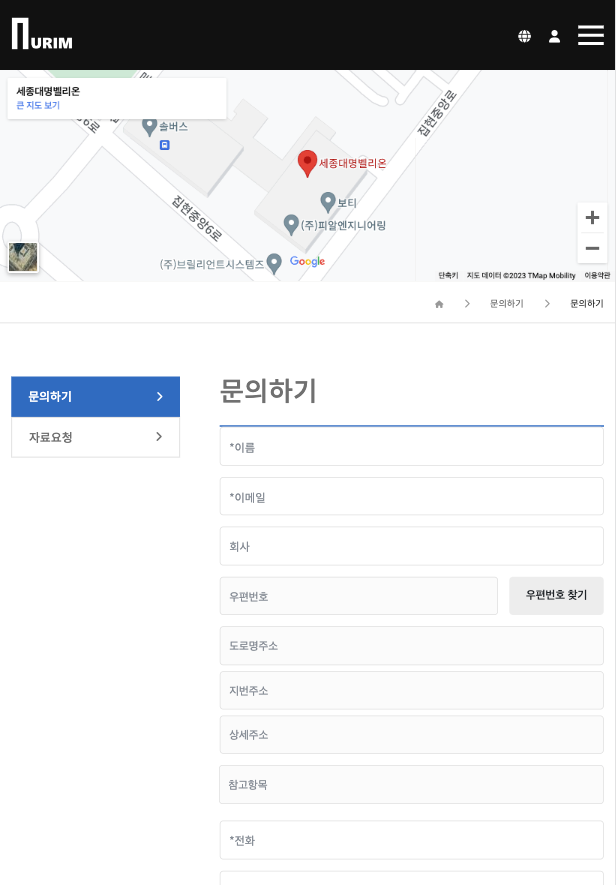 NURIM
세종대명벨리온
큰 지도 보기
솔버스
집현중앙로
세종대명벨리온
보티
집현중앙6로
(주)피알엔지니어링
(주)브릴리언트시스템즈
Google
단축키
지도 데이터 ©2023 TMap Mobility
이용약관
문의하기
문의하기
문의하기
자료요청
문의하기
*이름
*이메일
회사
우편번호
우편번호 찾기
도로명주소
지번주소
상세주소
참고항목
*전화